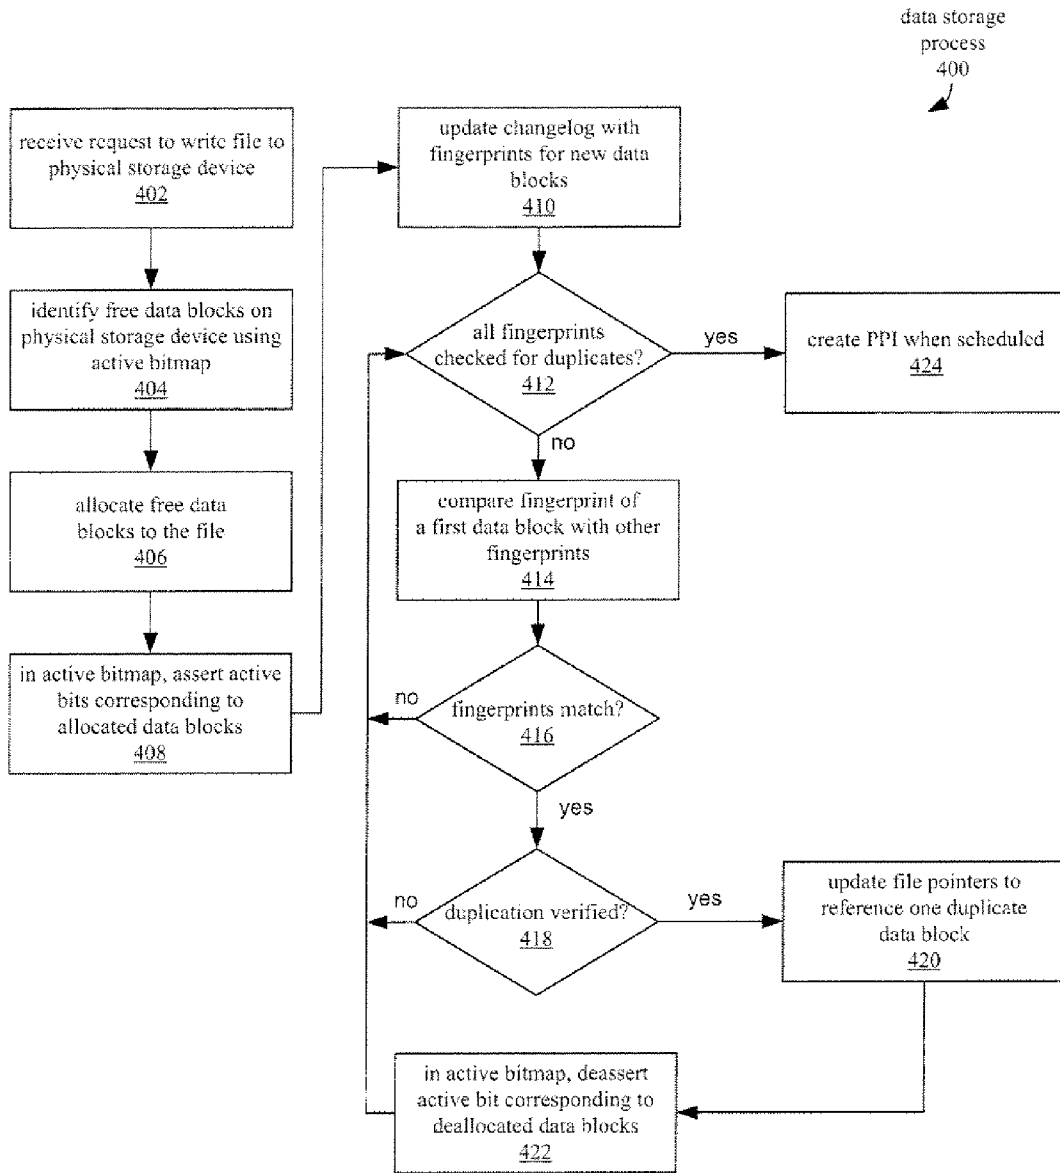 data storage
process
400
receive request to write file to
physical storage device
402
identify free data blocks on
physical storage device using
active bitmap
404
allocate free data
blocks to the file
406
in active bitmap, assert active
bits corresponding to
allocated data blocks
408
update changelog with
fingerprints for new data
blocks
410
all fingerprints
checked for duplicates?
412
yes
create PPI when scheduled
424
no
compare fingerprint of
a first data block with other
fingerprints
414
no
fingerprints match?
416
yes
no
duplication verified?
418
yes
update file pointers to
reference one duplicate
data block
420
in active bitmap, deassert
active bit corresponding to
deallocated data blocks
422